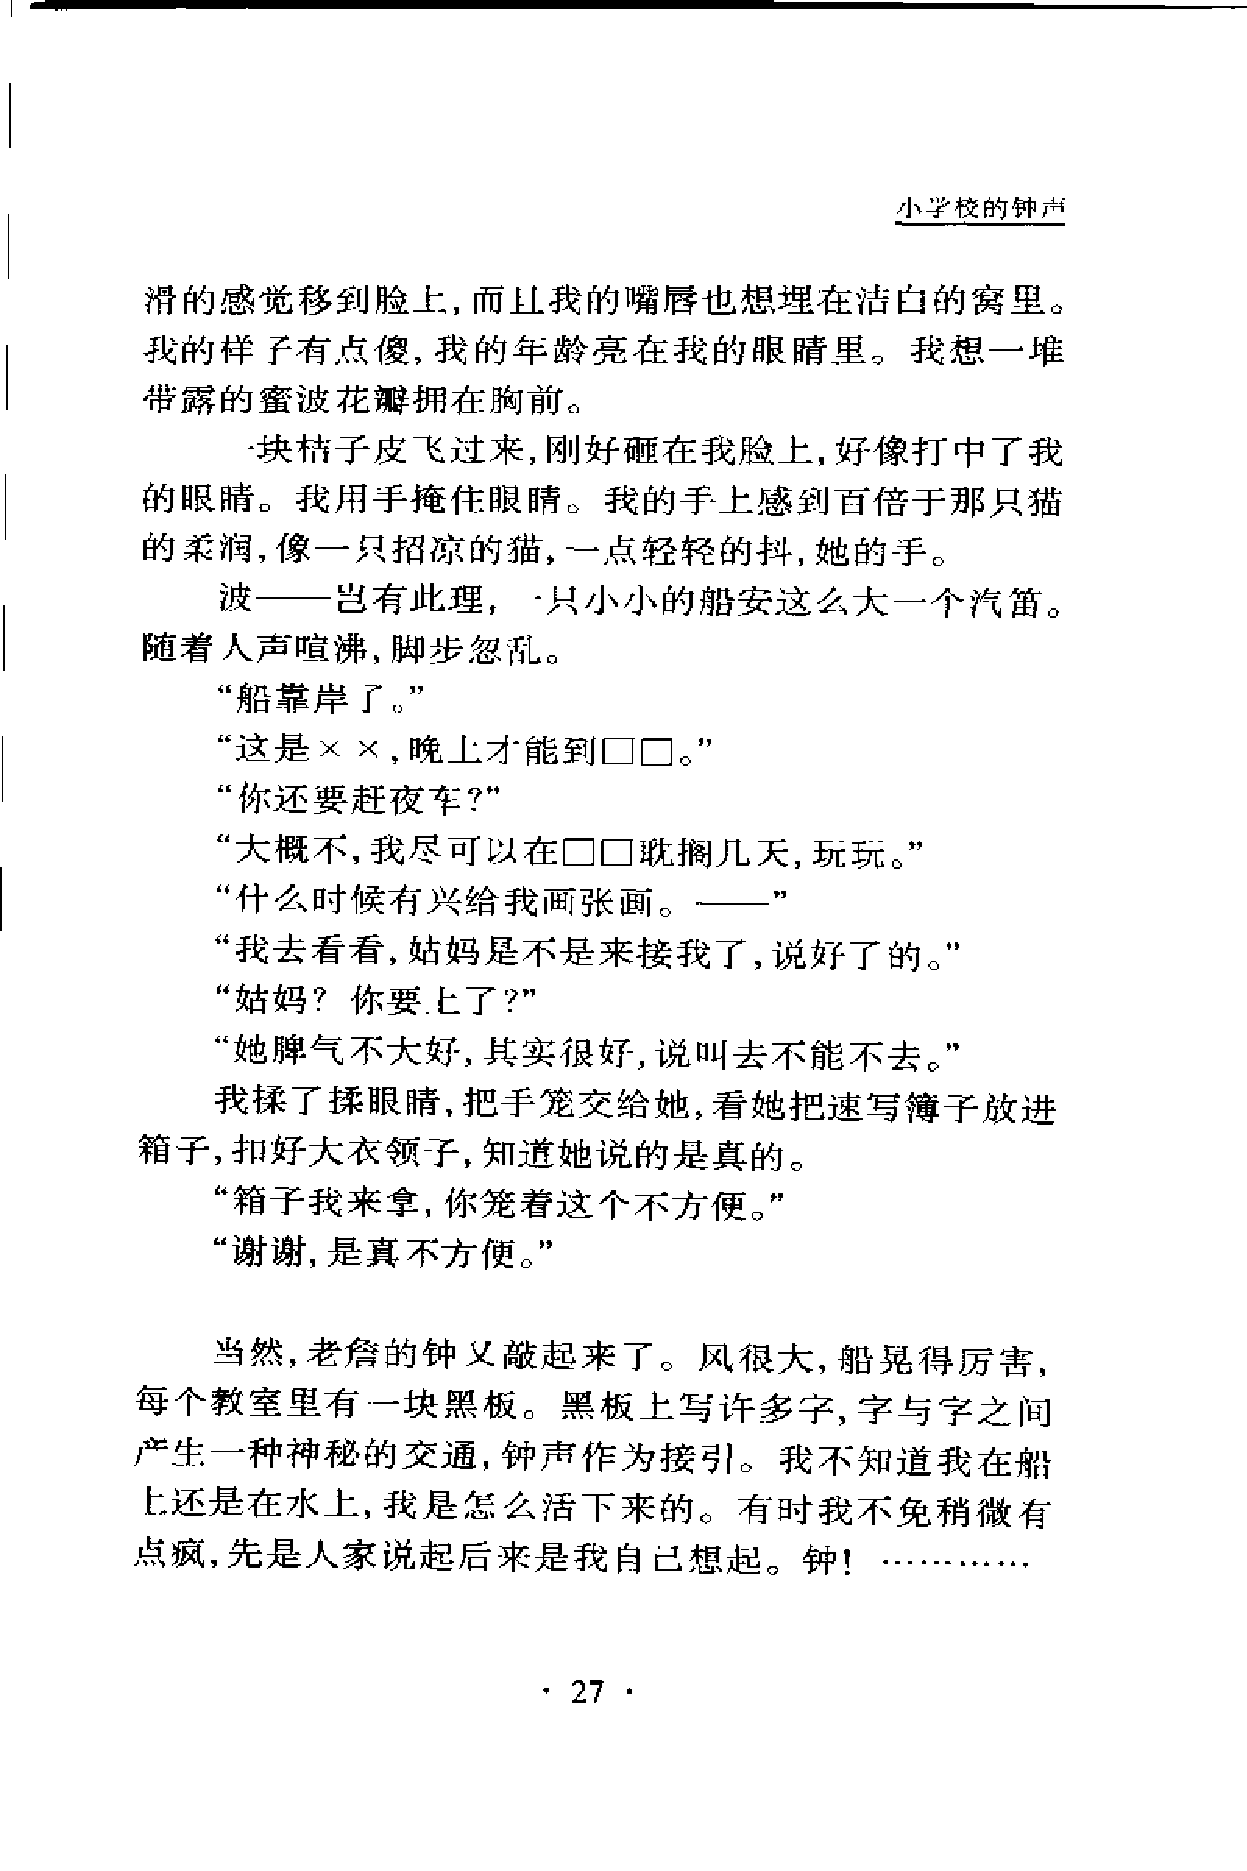 小学校的钟声
滑的感觉移到脸上,而且我的嘴唇也想埋在洁白的窝里。
我的样子有点傻,我的年龄亮在我的眼睛里。我想一堆
带露的蜜波花瓣拥在胸前。
一块桔子皮飞过来,刚好砸在我脸上,好像打中了我
的眼睛。我用手掩住眼睛。我的手上感到百倍于那只猫
的柔润,像一只招凉的猫,一点轻轻的抖,她的手。
波——岂有此理,一只小小的船安这么大一个汽笛。
随着人声喧沸,脚步忽乱。
“船靠岸了。”
“这是××,晚上才能到□□。”
“你还要赶夜车?”
“大概不,我尽可以在□□耽搁几天,玩玩。”
“什么时候有兴给我画张画。——”
“我去看看,姑妈是不是来接我了,说好了的。”
“姑妈?你要上了?”
“她脾气不大好,其实很好,说叫去不能不去。”
我揉了揉眼睛,把手笼交给她,看她把速写簿子放进
箱子,扣好大衣领子,知道她说的是真的。
“箱子我来拿,你笼着这个不方便。”
“谢谢,是真不方便。”
当然,老詹的钟又敲起来了。风很大,船晃得厉害,
每个教室里有一块黑板。黑板上写许多字,字与字之间
产生一种神秘的交通,钟声作为接引。我不知道我在船
上还是在水上,我是怎么活下来的。有时我不免稍微有
点疯,先是人家说起后来是我自己想起。钟!…………
· 27 ·